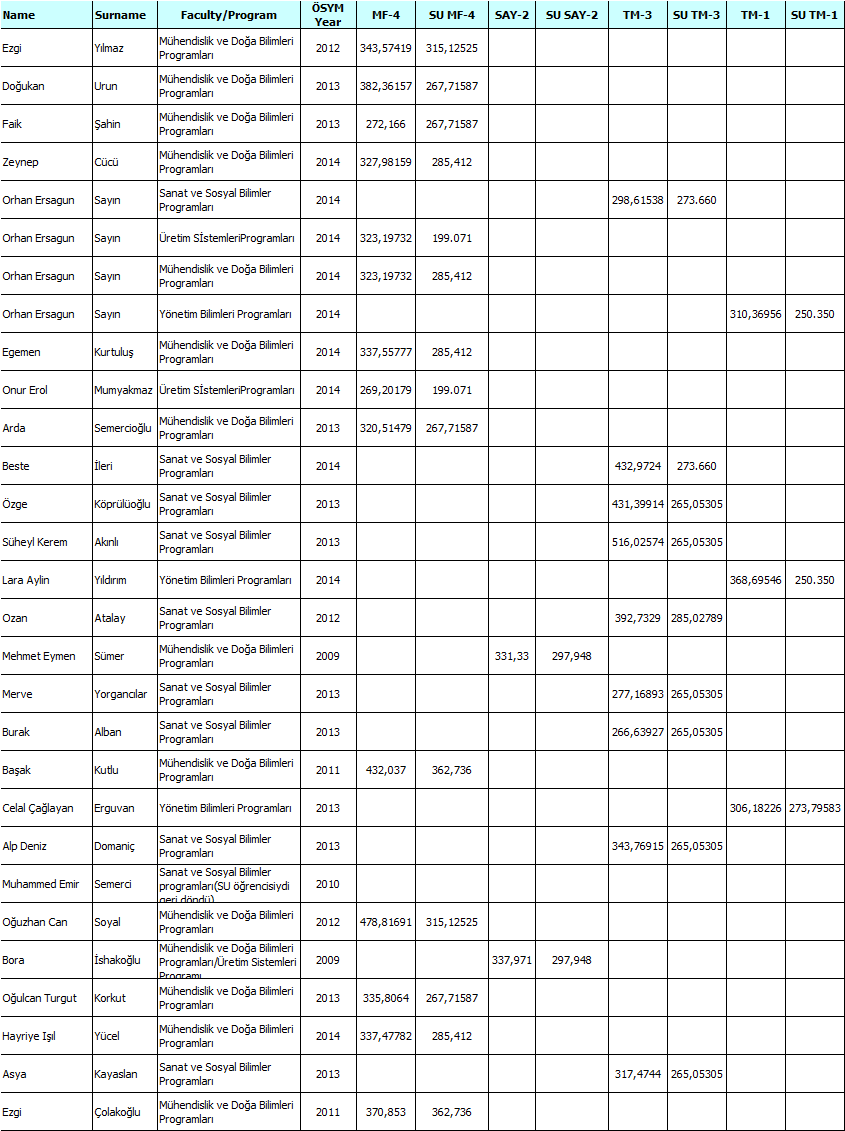 Name Surname Faculty/Program ÖSYM Year MF-4 SU MF-4 SAY-2 SU SAY-2 TM-3 SU TM-3 TM-1 SU TM-1
Ezgi Yılmaz Mühendislik ve Doğa Bilimleri Programları 2012 343,57419 315,12525
Doğukan Urun Mühendislik ve Doğa Bilimleri Programları 2013 382,36157 267,71587
Faik Şahin Mühendislik ve Doğa Bilimleri Programları 2013 272,166 267,71587
Zeynep Cücü Mühendislik ve Doğa Bilimleri Programları 2014 327,98159 285,412
Orhan Ersagun Sayın Sanat ve Sosyal Bilimler Programları 2014 298,61538 273.660
Orhan Ersagun Sayın Üretim SİstemleriProgramları 2014 323,19732 199.071
Orhan Ersagun Sayın Mühendislik ve Doğa Bilimleri Programları 2014 323,19732 285,412
Orhan Ersagun Sayın Yönetim Bilimleri Programları 2014 310,36956 250.350
Egemen Kurtuluş Mühendislik ve Doğa Bilimleri Programları 2014 337,55777 285,412
Onur Erol Mumyakmaz Üretim SİstemleriProgramları 2014 269,20179 199.071
Arda Semercioğlu Mühendislik ve Doğa Bilimleri Programları 2013 320,51479 267,71587
Beste İleri Sanat ve Sosyal Bilimler Programları 2014 432,9724 273.660
Özge Köprülüoğlu Sanat ve Sosyal Bilimler Programları 2013 431,39914 265,05305
Süheyl Kerem Akınlı Sanat ve Sosyal Bilimler Programları 2013 516,02574 265,05305
Lara Aylin Yıldırım Yönetim Bilimleri Programları 2014 368,69546 250.350
Ozan Atalay Sanat ve Sosyal Bilimler Programları 2012 392,7329 285,02789
Mehmet Eymen Sümer Mühendislik ve Doğa Bilimleri Programları 2009 331,33 297,948
Merve Yorgancılar Sanat ve Sosyal Bilimler Programları 2013 277,16893 265,05305
Burak Alban Sanat ve Sosyal Bilimler Programları 2013 266,63927 265,05305
Başak Kutlu Mühendislik ve Doğa Bilimleri Programları 2011 432,037 362,736
Celal Çağlayan Erguvan Yönetim Bilimleri Programları 2013 306,18226 273,79583
Alp Deniz Domaniç Sanat ve Sosyal Bilimler Programları 2013 343,76915 265,05305
Muhammed Emir Semerci Sanat ve Sosyal Bilimler programları(SU öğrencisiydi geri döndü) 2010
Oğuzhan Can Soyal Mühendislik ve Doğa Bilimleri Programları 2012 478,81691 315,12525
Bora İshakoğlu Mühendislik ve Doğa Bilimleri Programları/Üretim Sistemleri Programı 2009 337,971 297,948
Oğulcan Turgut Korkut Mühendislik ve Doğa Bilimleri Programları 2013 335,8064 267,71587
Hayriye Işıl Yücel Mühendislik ve Doğa Bilimleri Programları 2014 337,47782 285,412
Asya Kayaslan Sanat ve Sosyal Bilimler Programları 2013 317,4744 265,05305
Ezgi Çolakoğlu Mühendislik ve Doğa Bilimleri Programları 2011 370,853 362,736